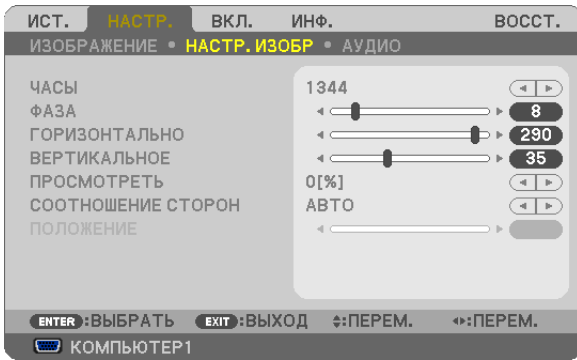 ИСТ. НАСТР. ВКЛ. ИНФ. ВОССТ.
ИЗОБРАЖЕНИЕ • НАСТР. ИЗОБР • АУДИО
ЧАСЫ 1344
ФАЗА 8
ГОРИЗОНТАЛЬНО 290
ВЕРТИКАЛЬНОЕ 35
ПРОСМОТРЕТЬ 0[%]
СООТНОШЕНИЕ СТОРОН АВТО
ПОЛОЖЕНИЕ
ENTER :ВЫБРАТЬ EXIT :ВЫХОД :ПЕРЕМ. :ПЕРЕМ.
КОМПЬЮТЕР1